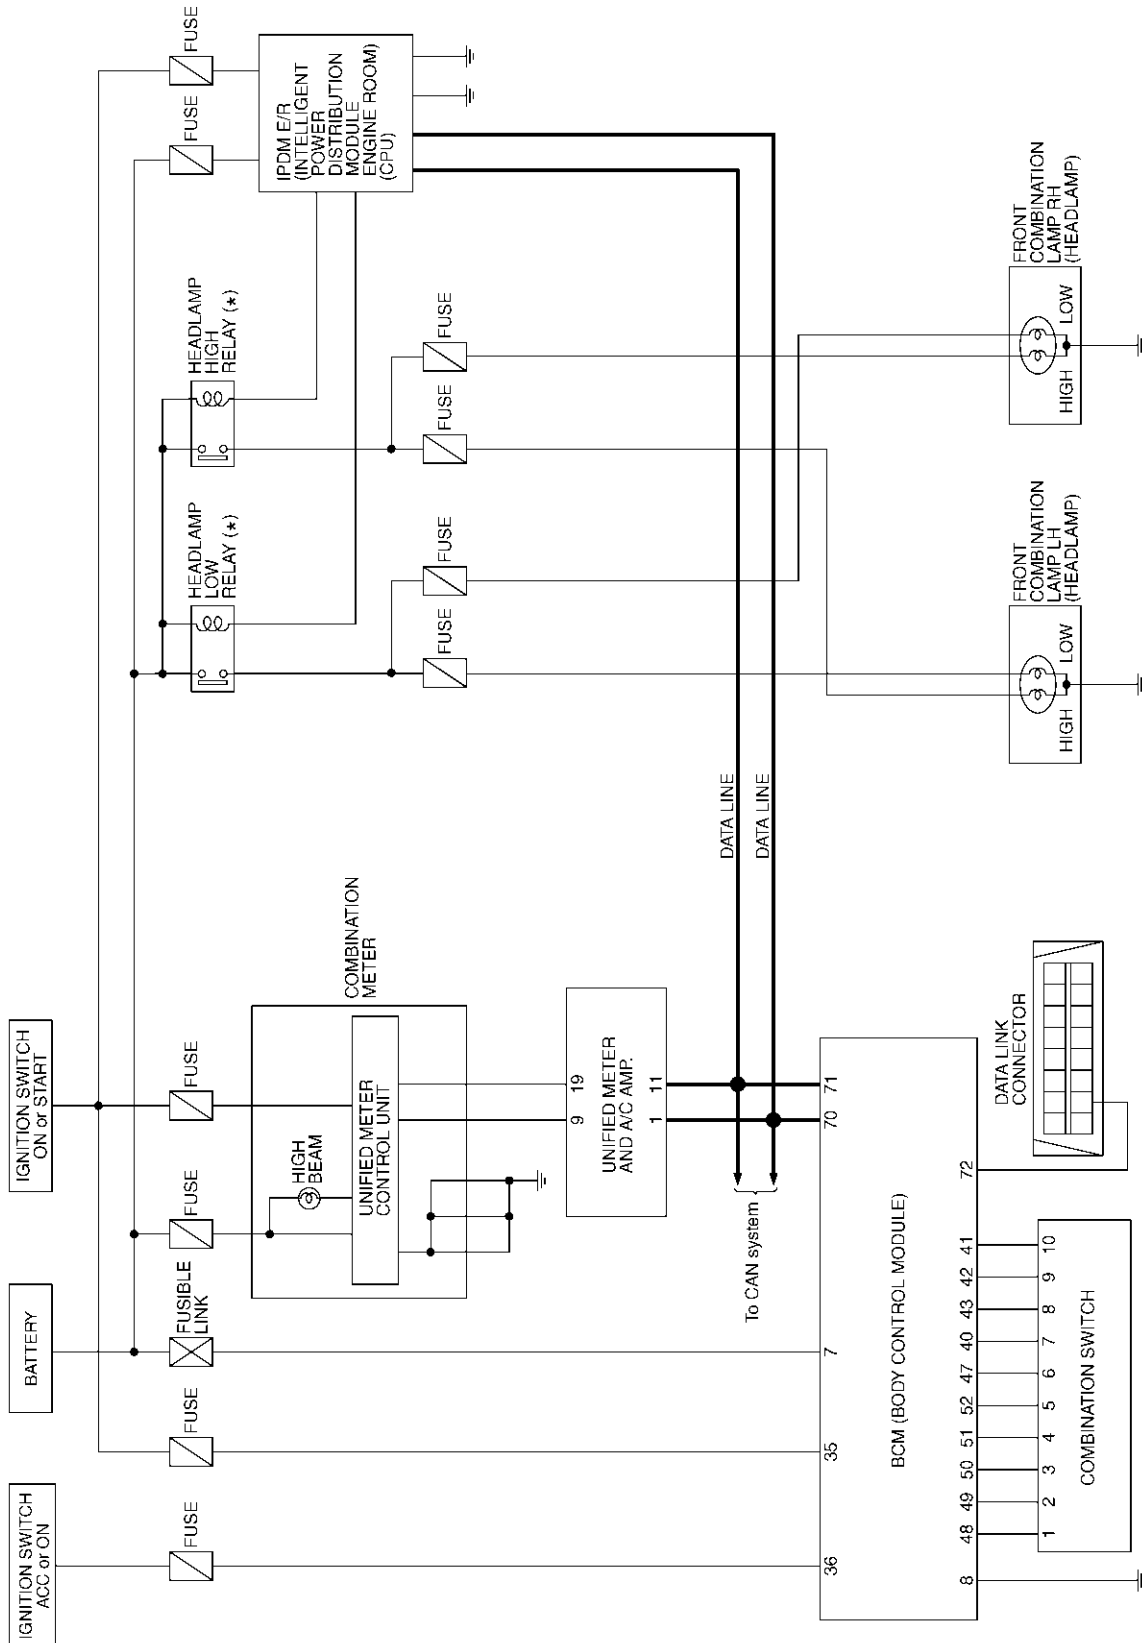 IGNITION SWITCH
ACC or ON
BATTERY
IGNITION SWITCH
ON or START
FUSE
FUSE
FUSIBLE
LINK
FUSE
FUSE
FUSE
FUSE
HEADLAMP
LOW
RELAY (*)
HEADLAMP
HIGH
RELAY (*)
IPDM E/R
(INTELLIGENT
POWER
DISTRIBUTION
MODULE
ENGINE ROOM)
(CPU)
HIGH
BEAM
UNIFIED METER
CONTROL UNIT
COMBINATION
METER
FUSE
FUSE
FUSE
FUSE
9 19
UNIFIED METER
AND A/C AMP.
1 11
DATA LINE
DATA LINE
To CAN system
36 35 7 70 71
BCM (BODY CONTROL MODULE)
8 48 49 50 51 52 47 40 43 42 41 72
1 2 3 4 5 6 7 8 9 10
COMBINATION SWITCH
DATA LINK
CONNECTOR
FRONT
COMBINATION
LAMP LH
(HEADLAMP)
HIGH LOW
FRONT
COMBINATION
LAMP RH
(HEADLAMP)
HIGH LOW